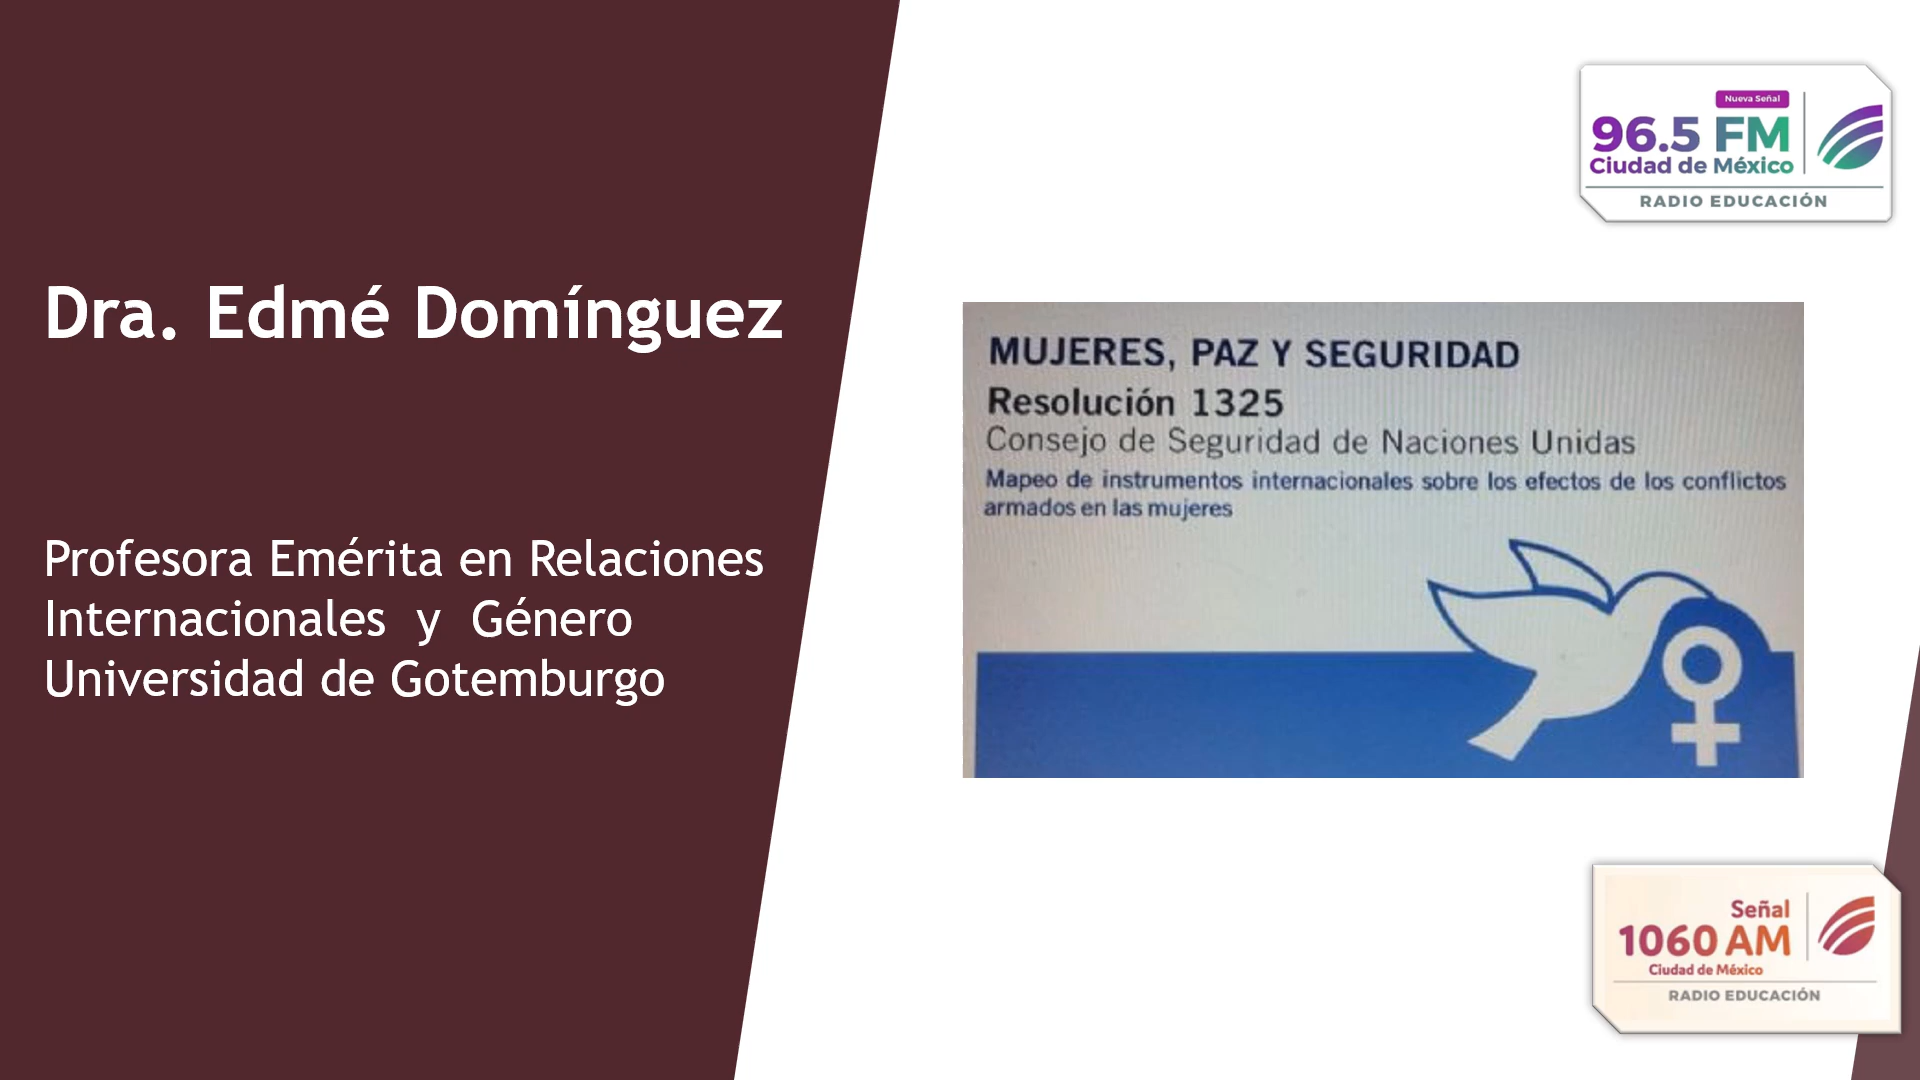 Dra. Edmé Domínguez
Profesora Emérita en Relaciones
Internacionales y Género
Universidad de Gotemburgo
Nueva Señal
96.5 FM
Ciudad de México
RADIO EDUCACIÓN
MUJERES, PAZ Y SEGURIDAD
Resolución 1325
Consejo de Seguridad de Naciones Unidas
Mapeo de instrumentos internacionales sobre los efectos de los conflictos
armados en las mujeres
Señal
1060 AM
Ciudad de México
RADIO EDUCACIÓN